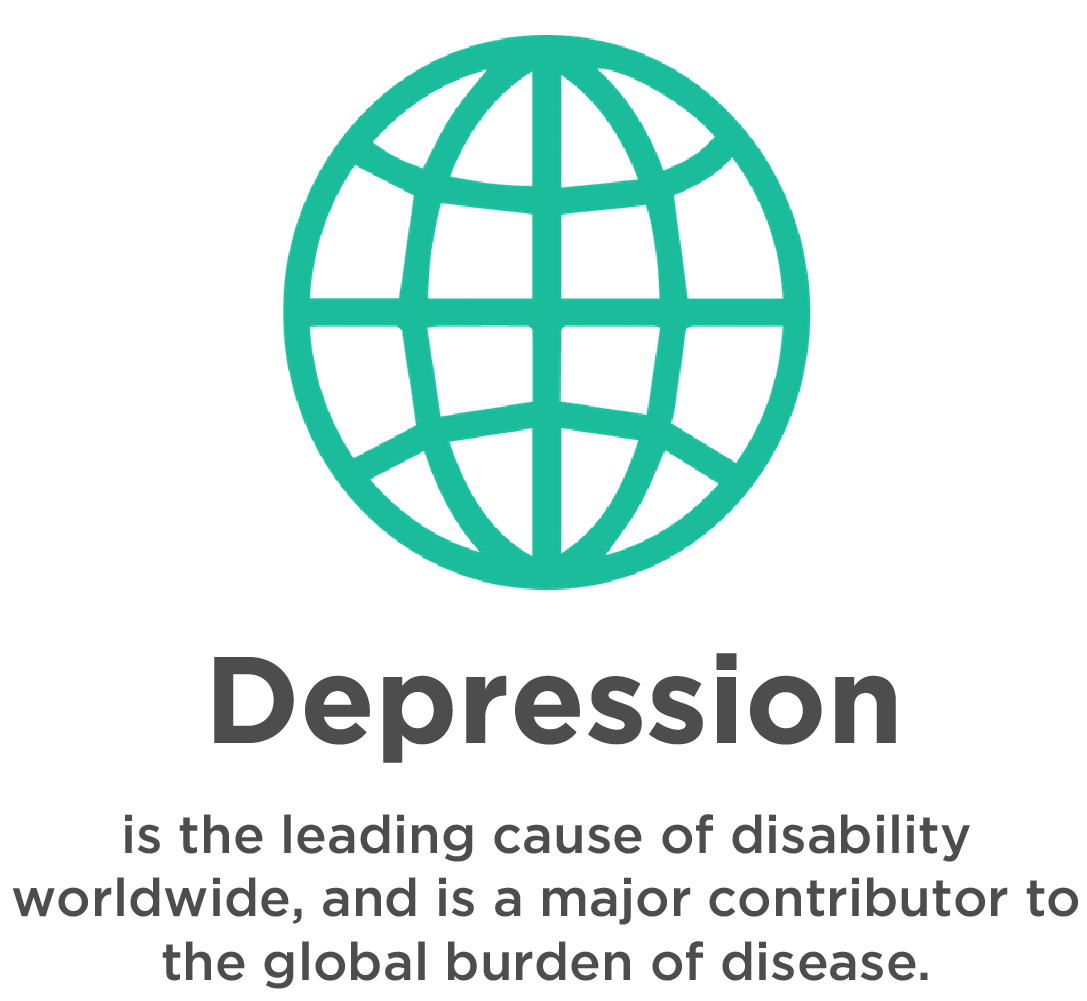 Depression
is the leading cause of disability
worldwide, and is a major contributor to
the global burden of disease.